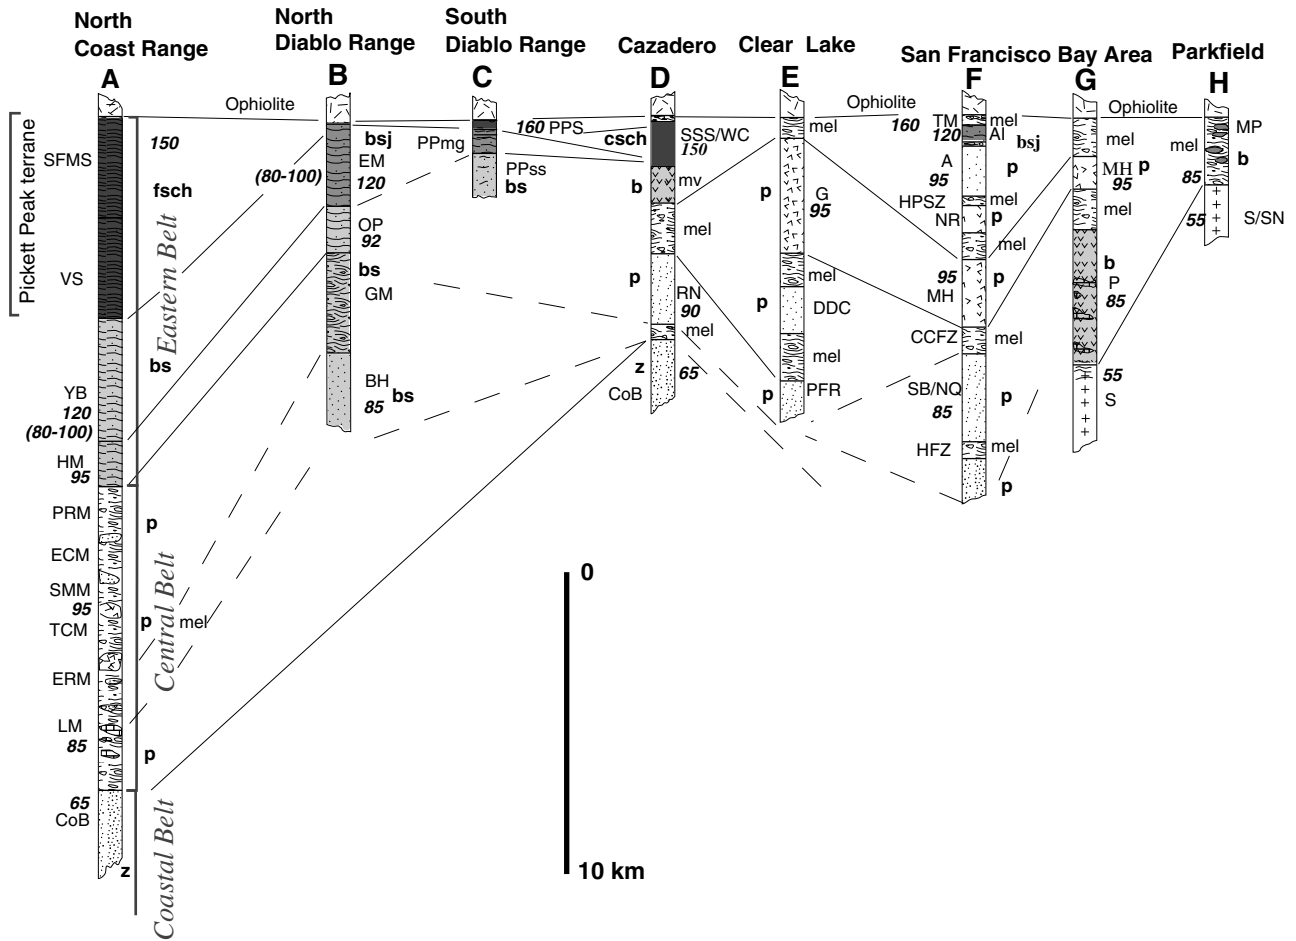 North
Coast Range
A
North
Diablo Range
B
South
Diablo Range
C
Cazadero
D
Clear Lake
E
San Francisco Bay Area
F
G
Parkfield
H
Pickett Peak terrane
SFMS
VS
YB
120
(80-100)
HM
95
PRM
ECM
SMM
95
TCM
ERM
LM
85
65
CoB
z
150
fsch
Eastern Belt
bs
p
Central Belt
p
mel
p
Coastal Belt
Ophiolite
(80-100)
bsj
EM
120
OP
92
bs
GM
BH
bs
85
PPmg
160 PPS
PPss
bs
csch
SSS/WC
150
b
mv
mel
p
RN
90
mel
z
65
CoB
mel
p
G
95
mel
p
DDC
mel
p
PFR
Ophiolite
160
TM
mel
120
Al
bsj
A
95
p
HPSZ
mel
NR
p
mel
95
p
MH
CCFZ
mel
SB/NQ
85
p
HFZ
mel
p
Ophiolite
mel
MH
p
95
mel
b
P
85
55
S
MP
mel
b
85
55
S/SN
0
10 km